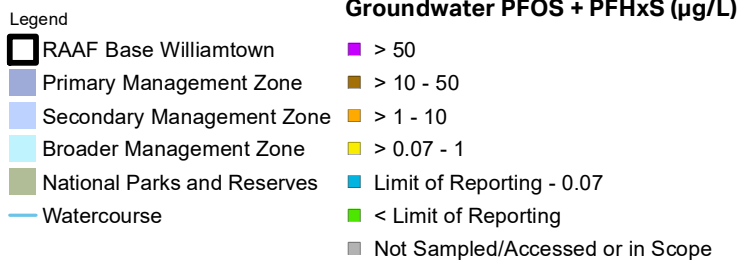 Legend
RAAF Base Williamtown
Primary Management Zone
Secondary Management Zone
Broader Management Zone
National Parks and Reserves
Watercourse
Groundwater PFOS + PFHxS (µg/L)
> 50
> 10 - 50
> 1 - 10
> 0.07 - 1
Limit of Reporting - 0.07
< Limit of Reporting
Not Sampled/Accessed or in Scope